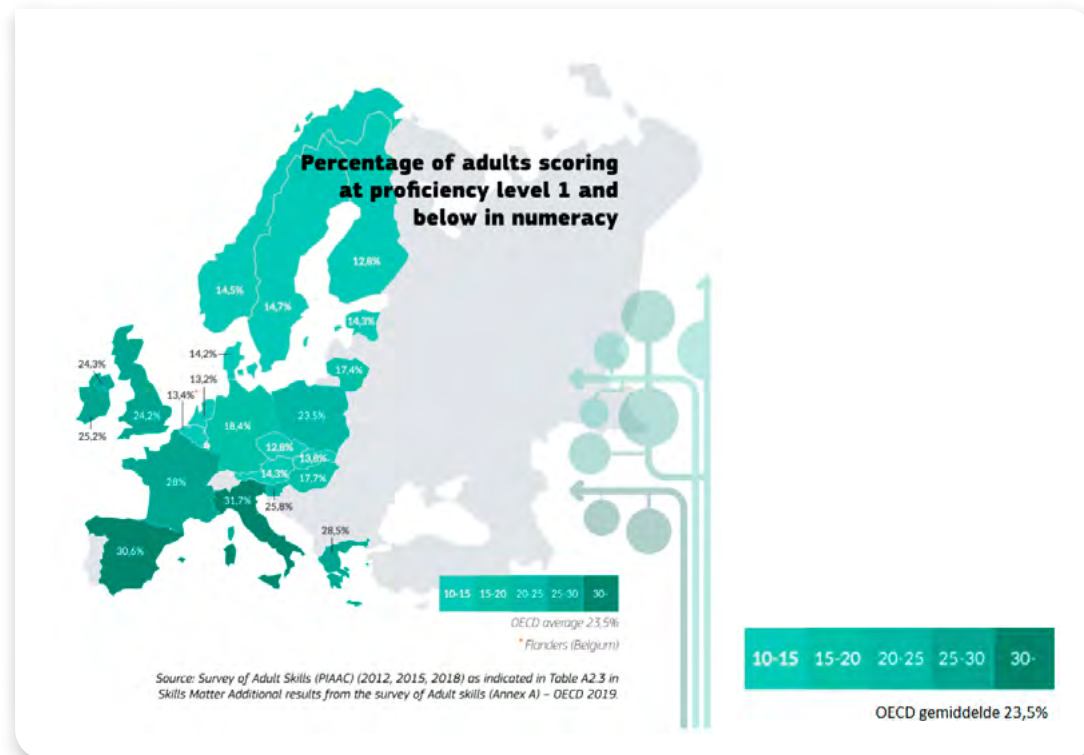 Percentage of adults scoring
at proficiency level 1 and
below in numeracy
12,8%
14,5%
14,7%
14,3%
14,2%
17,4%
24,3%
13,2%
13,4%*
24,2%
23,5%
18,4%
25,2%
12,8%
13,8%
14,3%
17,7%
28%
31,7%
25,8%
28,5%
30,6%
10-15 15-20 20-25 25-30 30-
OECD average 23,5%
* Flanders (Belgium)
Source: Survey of Adult Skills (PIAAC) (2012, 2015, 2018) as indicated in Table A2.3 in
Skills Matter Additional results from the survey of Adult skills (Annex A) – OECD 2019.
10-15 15-20 20-25 25-30 30-
OECD gemiddelde 23,5%